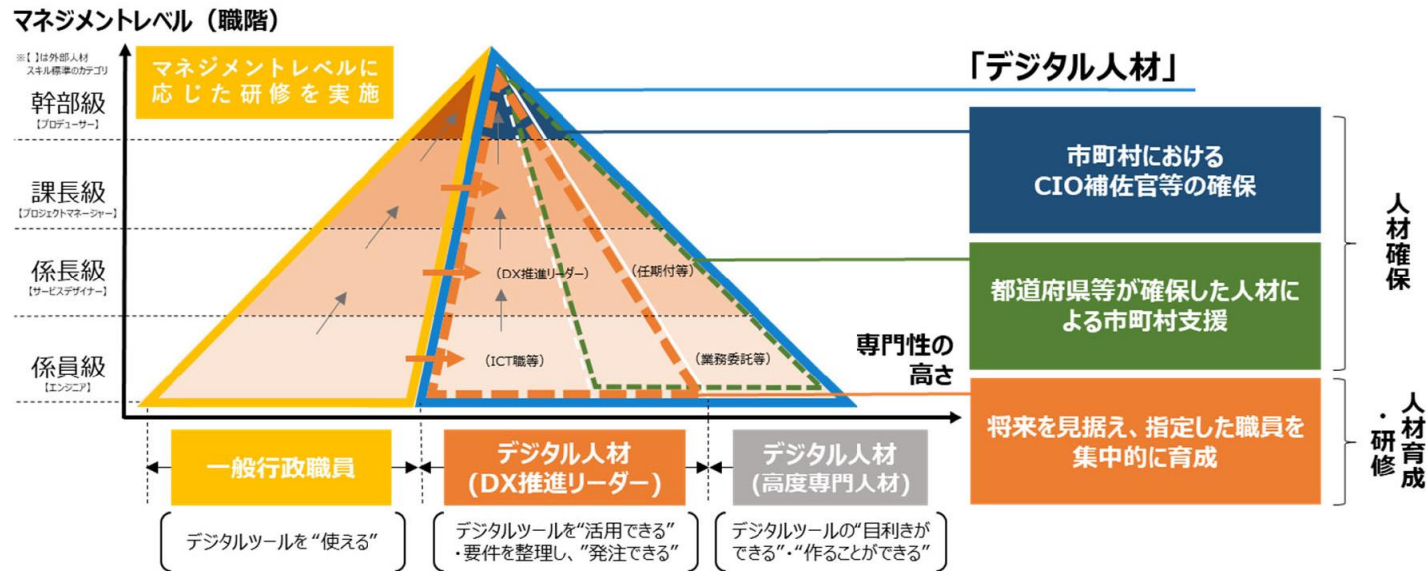 マネジメントレベル（職階）
※【 】は外部人材
スキル標準のカテゴリ
マネジメントレベルに
応じた研修を実施
幹部級
【プロデューサー】
課長級
【プロジェクトマネージャー】
係長級
【サービスデザイナー】
係員級
【エンジニア】
（DX推進リーダー）
（任期付等）
（ICT職等）
（業務委託等）
専門性の
高さ
「デジタル人材」
市町村における
CIO補佐官等の確保
都道府県等が確保した人材に
よる市町村支援
将来を見据え、指定した職員を
集中的に育成
人材確保
人材育成
・研修
一般行政職員
デジタル人材
(DX推進リーダー)
デジタル人材
(高度専門人材)
デジタルツールを“使える”
デジタルツールを“活用できる”
・要件を整理し、”発注できる”
デジタルツールの“目利きが
できる”・“作ることができる”